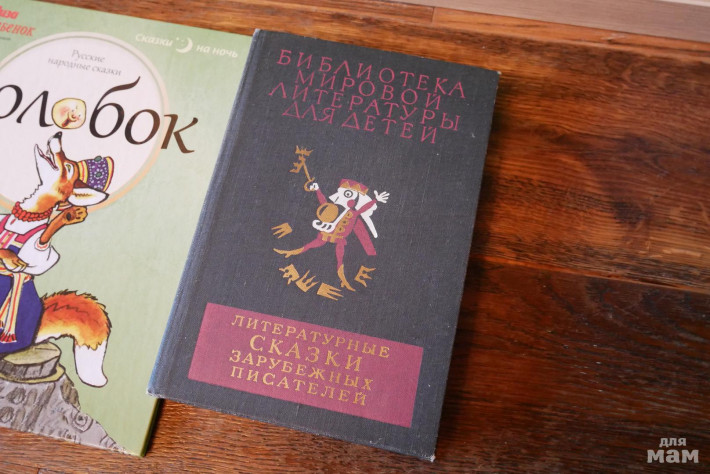 Сказки на ночь
Русские
народные сказки
олобок
БИБЛИОТЕКА
МИРОВОЙ
ЛИТЕРАТУРЫ
ДЛЯ ДЕТЕЙ
ЛИТЕРАТУРНЫЕ
СКАЗКИ
ЗАРУБЕЖНЫХ
ПИСАТЕЛЕЙ
для
мам